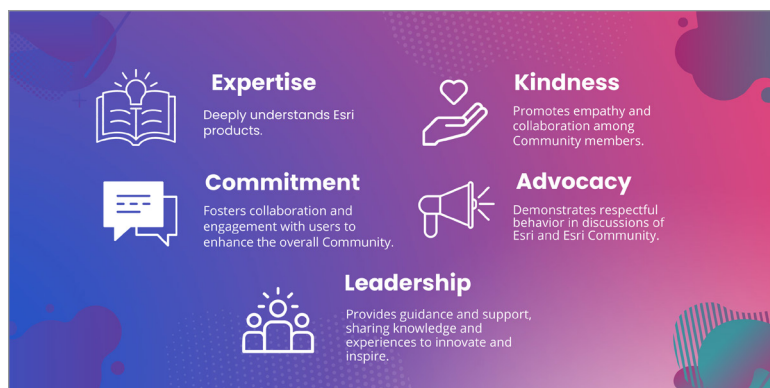 Expertise
Deeply understands Esri
products.
Kindness
Promotes empathy and
collaboration among
Community members.
Commitment
Fosters collaboration and
engagement with users to
enhance the overall Community.
Advocacy
Demonstrates respectful
behavior in discussions of
Esri and Esri Community.
Leadership
Provides guidance and support,
sharing knowledge and
experiences to innovate and
inspire.